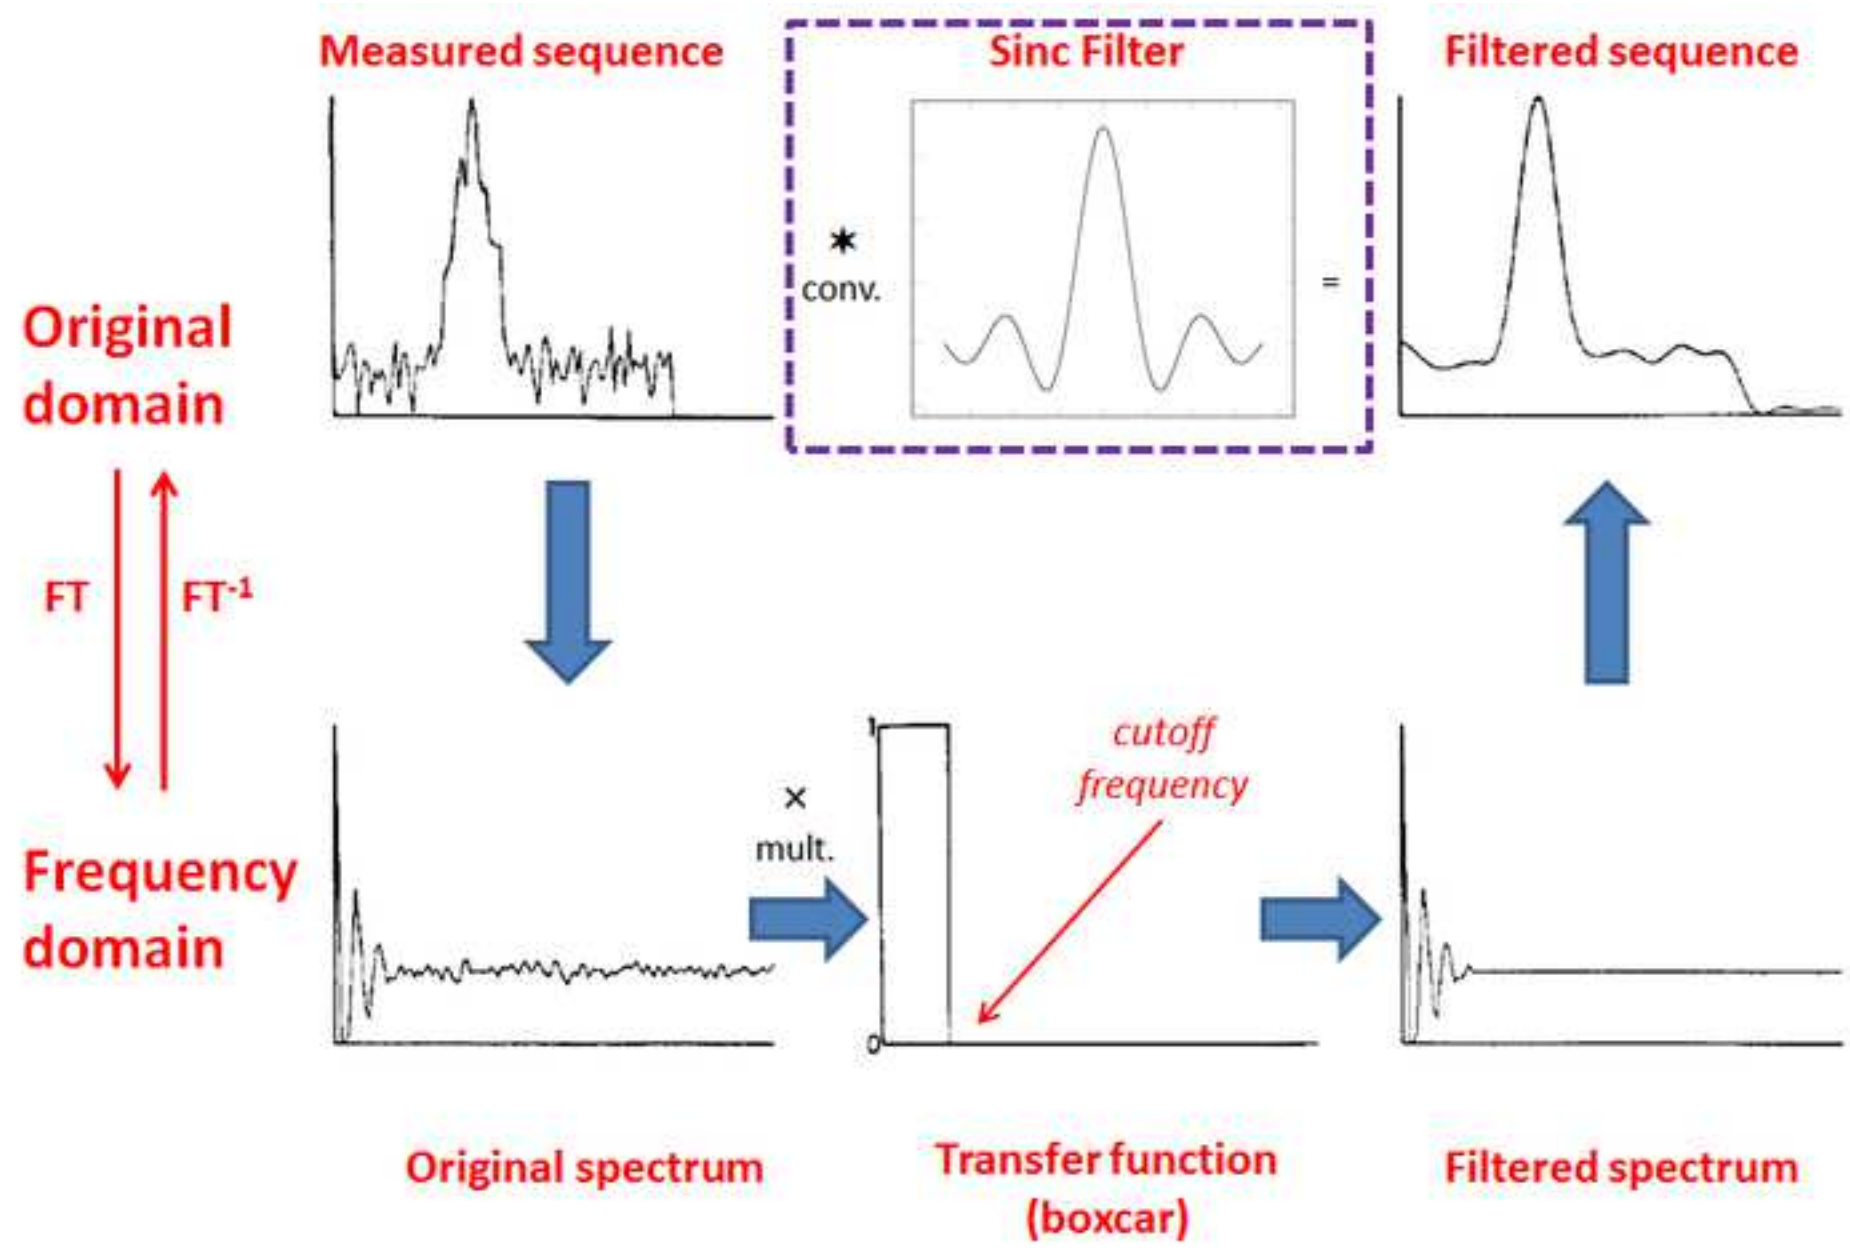 Measured sequence
Sinc Filter
Filtered sequence
*
conv.
=
Original
domain
FT
FT-1
Frequency
domain
×
mult.
1
0
cutoff
frequency
Original spectrum
Transfer function
(boxcar)
Filtered spectrum